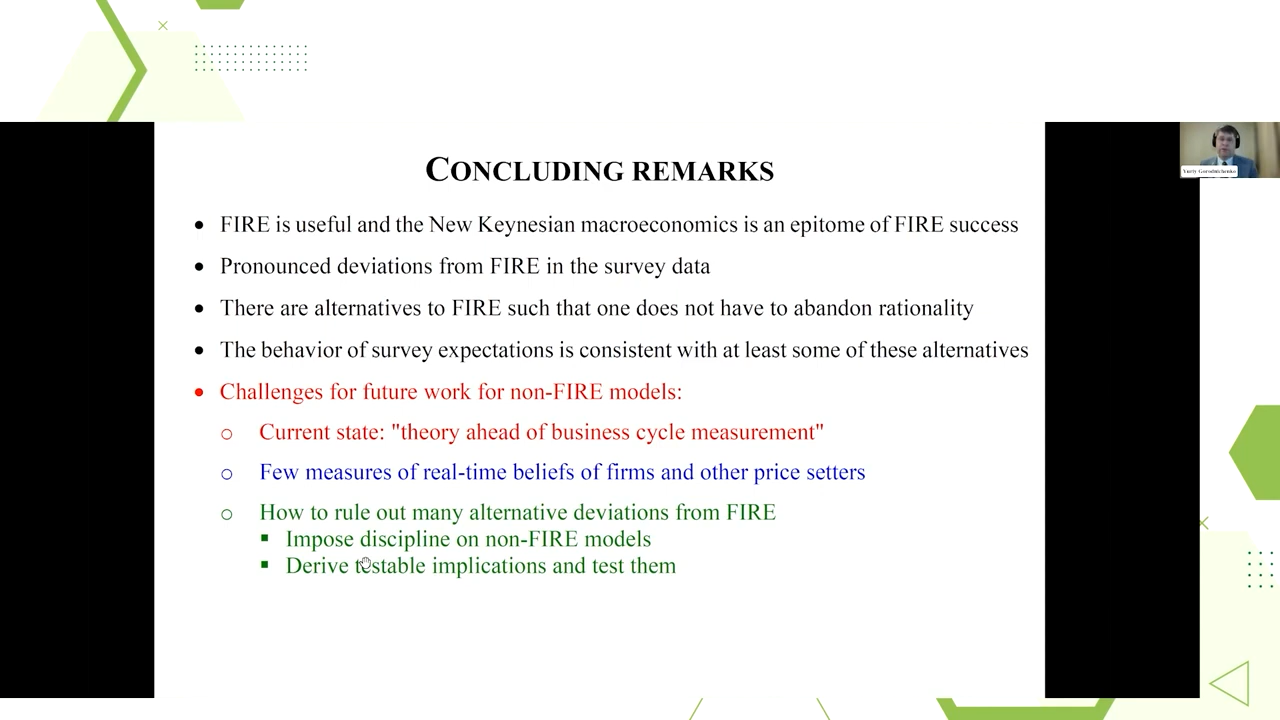 CONCLUDING REMARKS
• FIRE is useful and the New Keynesian macroeconomics is an epitome of FIRE success
• Pronounced deviations from FIRE in the survey data
• There are alternatives to FIRE such that one does not have to abandon rationality
• The behavior of survey expectations is consistent with at least some of these alternatives
• Challenges for future work for non-FIRE models:
o Current state: "theory ahead of business cycle measurement"
o Few measures of real-time beliefs of firms and other price setters
o How to rule out many alternative deviations from FIRE
▪ Impose discipline on non-FIRE models
▪ Derive testable implications and test them
Yuriy Gorodnichenko